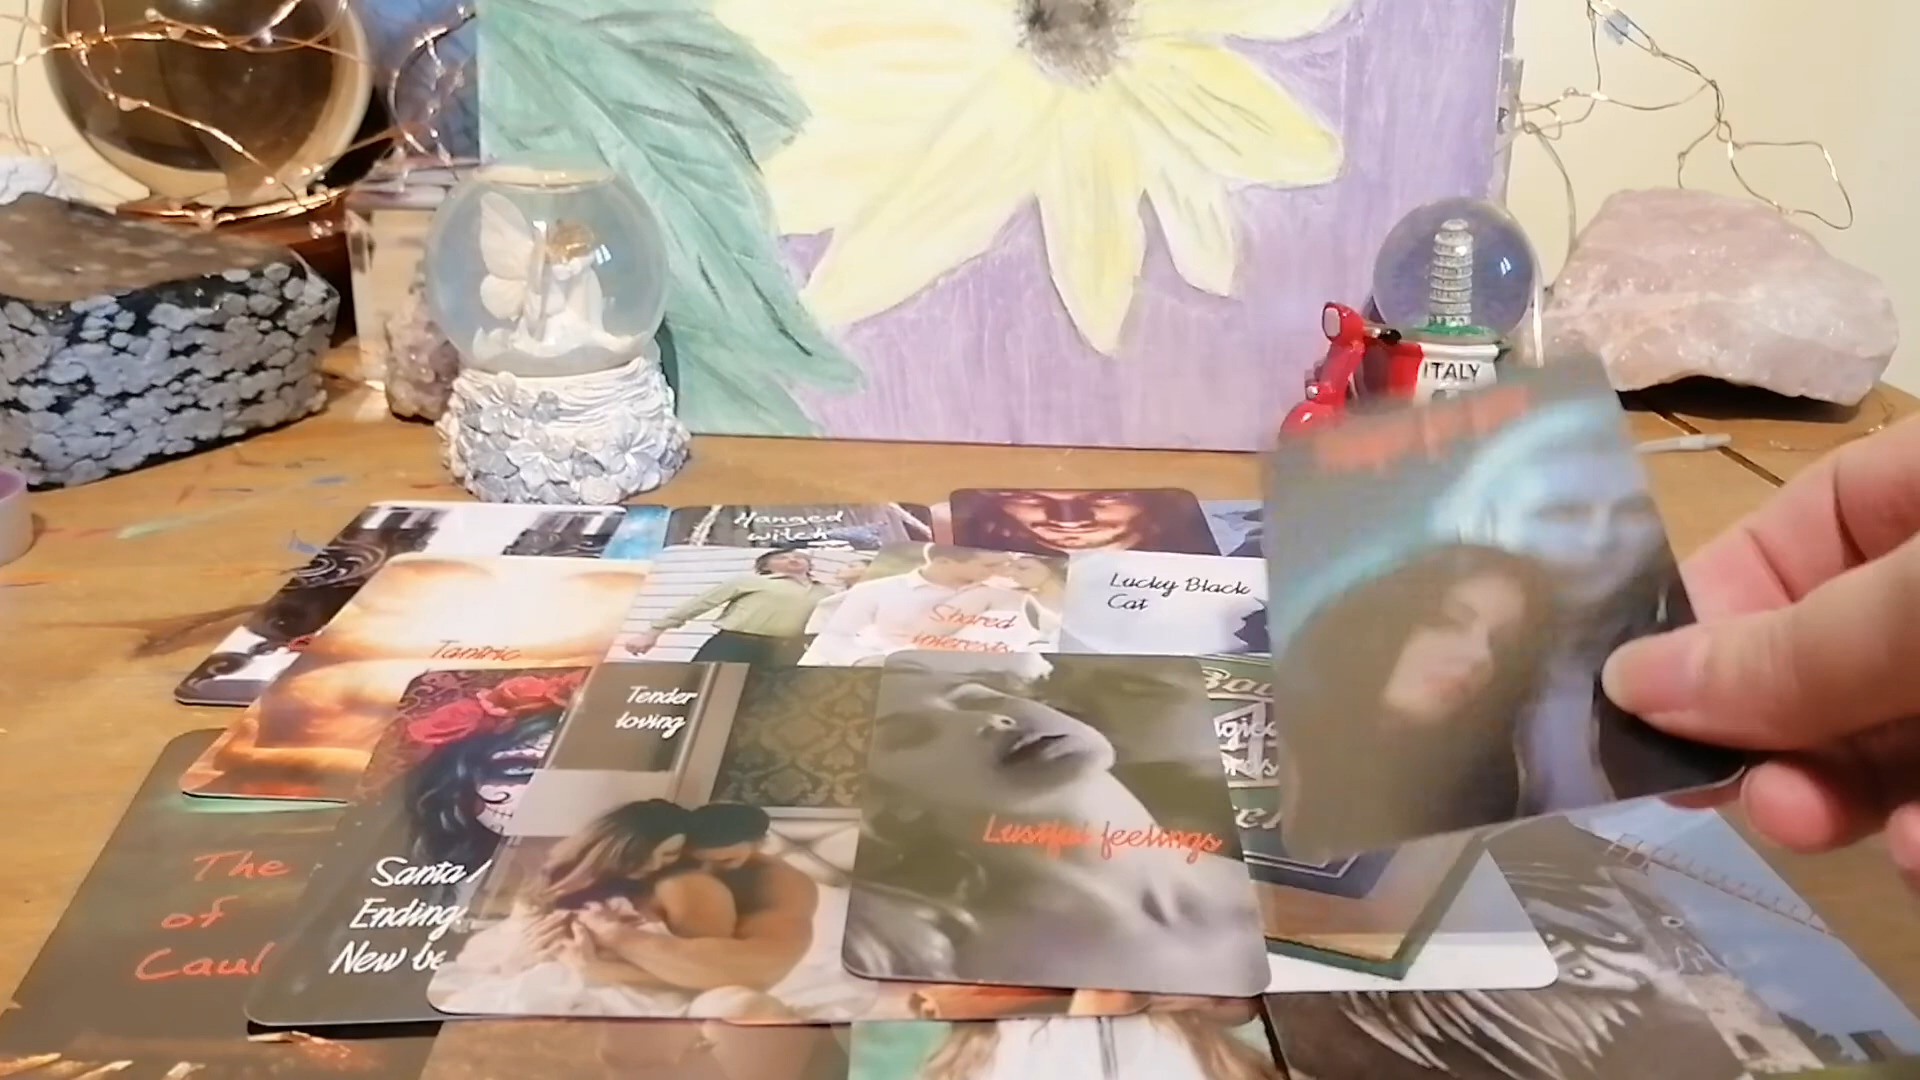 ITALY
Hanged
witch
Lucky Black
Cat
Shared
interests
Tantric
Tender
loving
Lustful feelings
The
of
Caul
Santa
Ending
New be